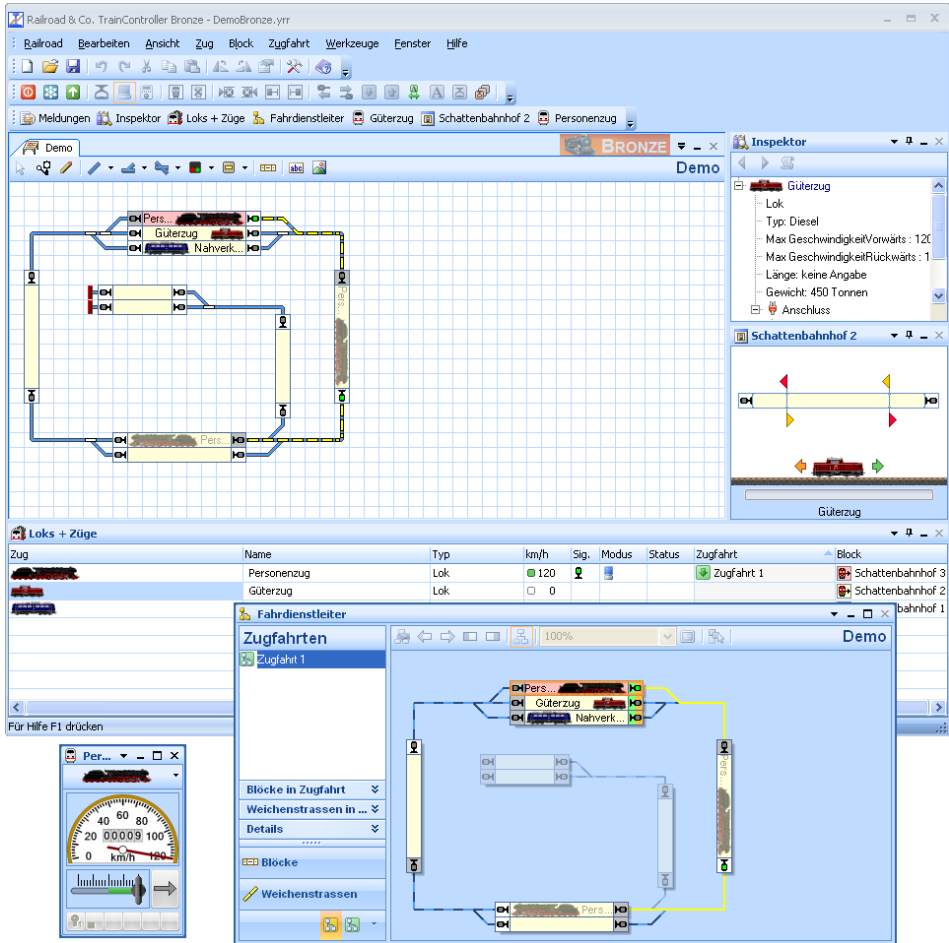 Railroad & Co. TrainController Bronze - DemoBronze.yrr
Railroad Bearbeiten Ansicht Zug Block Zugfahrt Werkzeuge Fenster Hilfe
Meldungen Inspektor Loks + Züge Fahrdienstleiter Güterzug Schattenbahnhof 2 Personenzug
Demo
BRONZE
abc
Demo
Pers...
Güterzug
Nahverk...
Pers...
Pers...
Inspektor
Güterzug
Lok
Typ: Diesel
Max GeschwindigkeitVorwärts : 120
Max GeschwindigkeitRückwärts : 1
Länge: keine Angabe
Gewicht: 450 Tonnen
Anschluss
Schattenbahnhof 2
Güterzug
Loks + Züge
Zug Name Typ km/h Sig. Modus Status Zugfahrt Block
Personenzug Lok 120 Zugfahrt 1 Schattenbahnhof 3
Güterzug Lok 0 Schattenbahnhof 2
bahnhof 1
Für Hilfe F1 drücken
Fahrdienstleiter
Zugfahrten
Zugfahrt 1
100%
Demo
Pers...
Güterzug
Nahverk...
Pers...
Pers...
Blöcke in Zugfahrt
Weichenstrassen in ...
Details
Blöcke
Weichenstrassen
Per...
0 20 40 60 80 100 120
00009
km/h